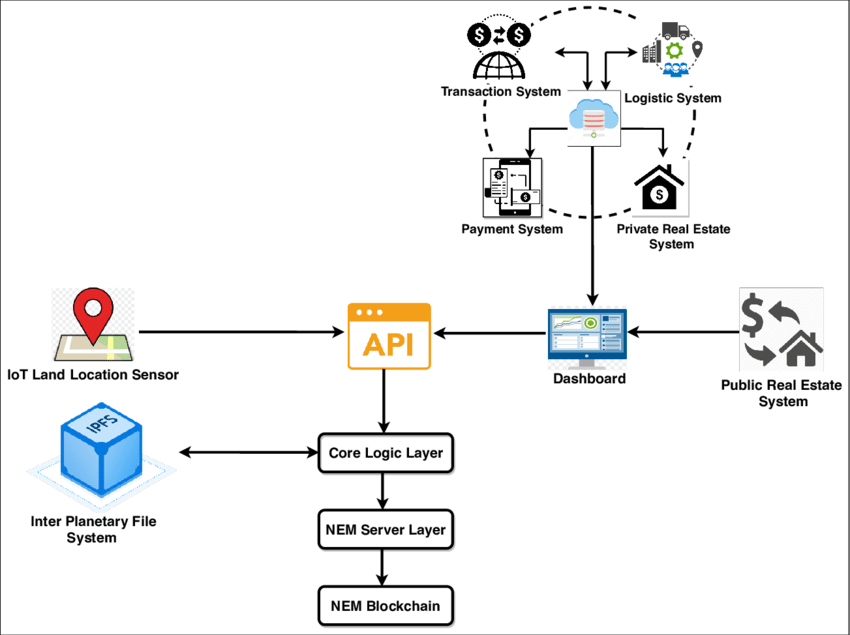 Transaction System
Logistic System
Payment System
Private Real Estate
System
API
IoT Land Location Sensor
Dashboard
Public Real Estate
System
IPFS
Core Logic Layer
Inter Planetary File
System
NEM Server Layer
NEM Blockchain